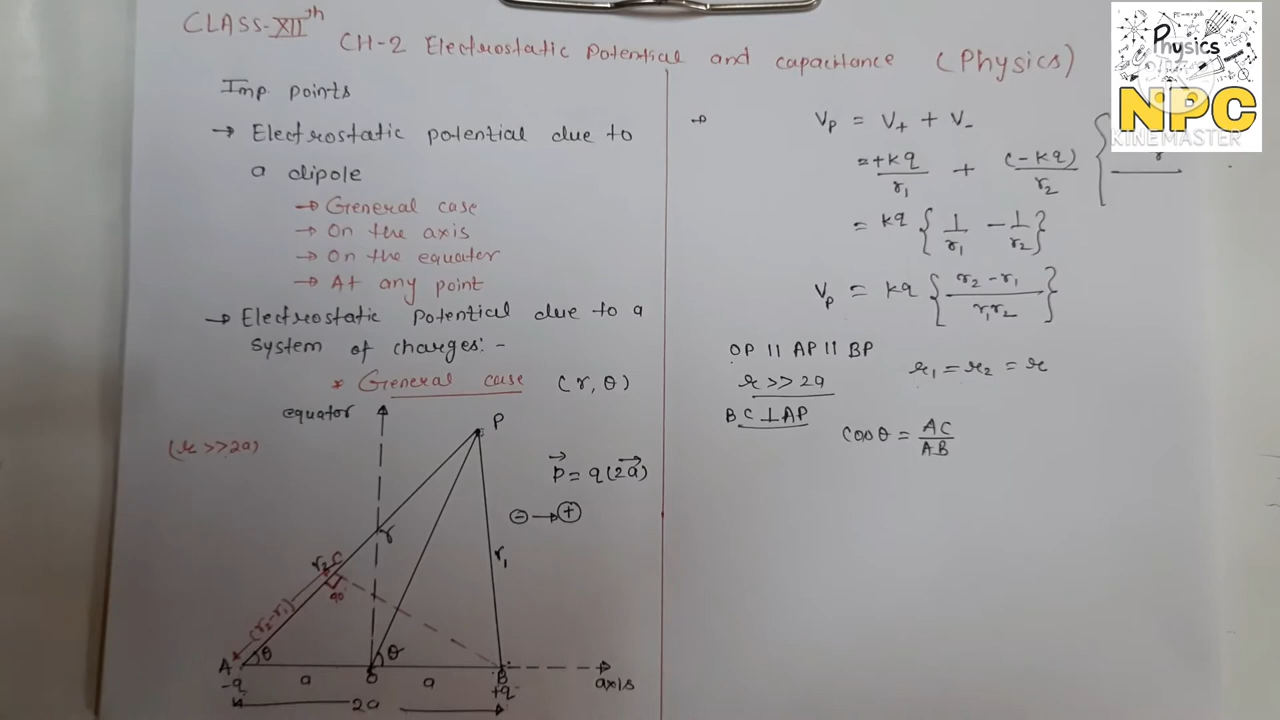 CLASS-XIIth
CH-2 Electrostatic Potential and capacitance (Physics)
Imp. points
→ Electrostatic potential due to
a dipole
→ General case
→ On the axis
→ On the equator
→ At any point
→ Electrostatic Potential due to a
system of charges:-
* General case (r, θ)
equator
(r >> 2a)
P
p⃗ = q(2a⃗)
⊖→⊕
r
r1
r2 C
90°
(r2-r1)
A θ O θ B
-q a a +q axis
2a
→ Vp = V+ + V-
= +kq/r1 + (-kq)/r2 {
r
= kq { 1/r1 - 1/r2 }
Vp = kq { r2-r1 / r1r2 }
OP || AP || BP
r1 = r2 = r
r >> 2a
BC ⊥ AP
cos θ = AC/AB
Physics
NPC
KINEMASTER